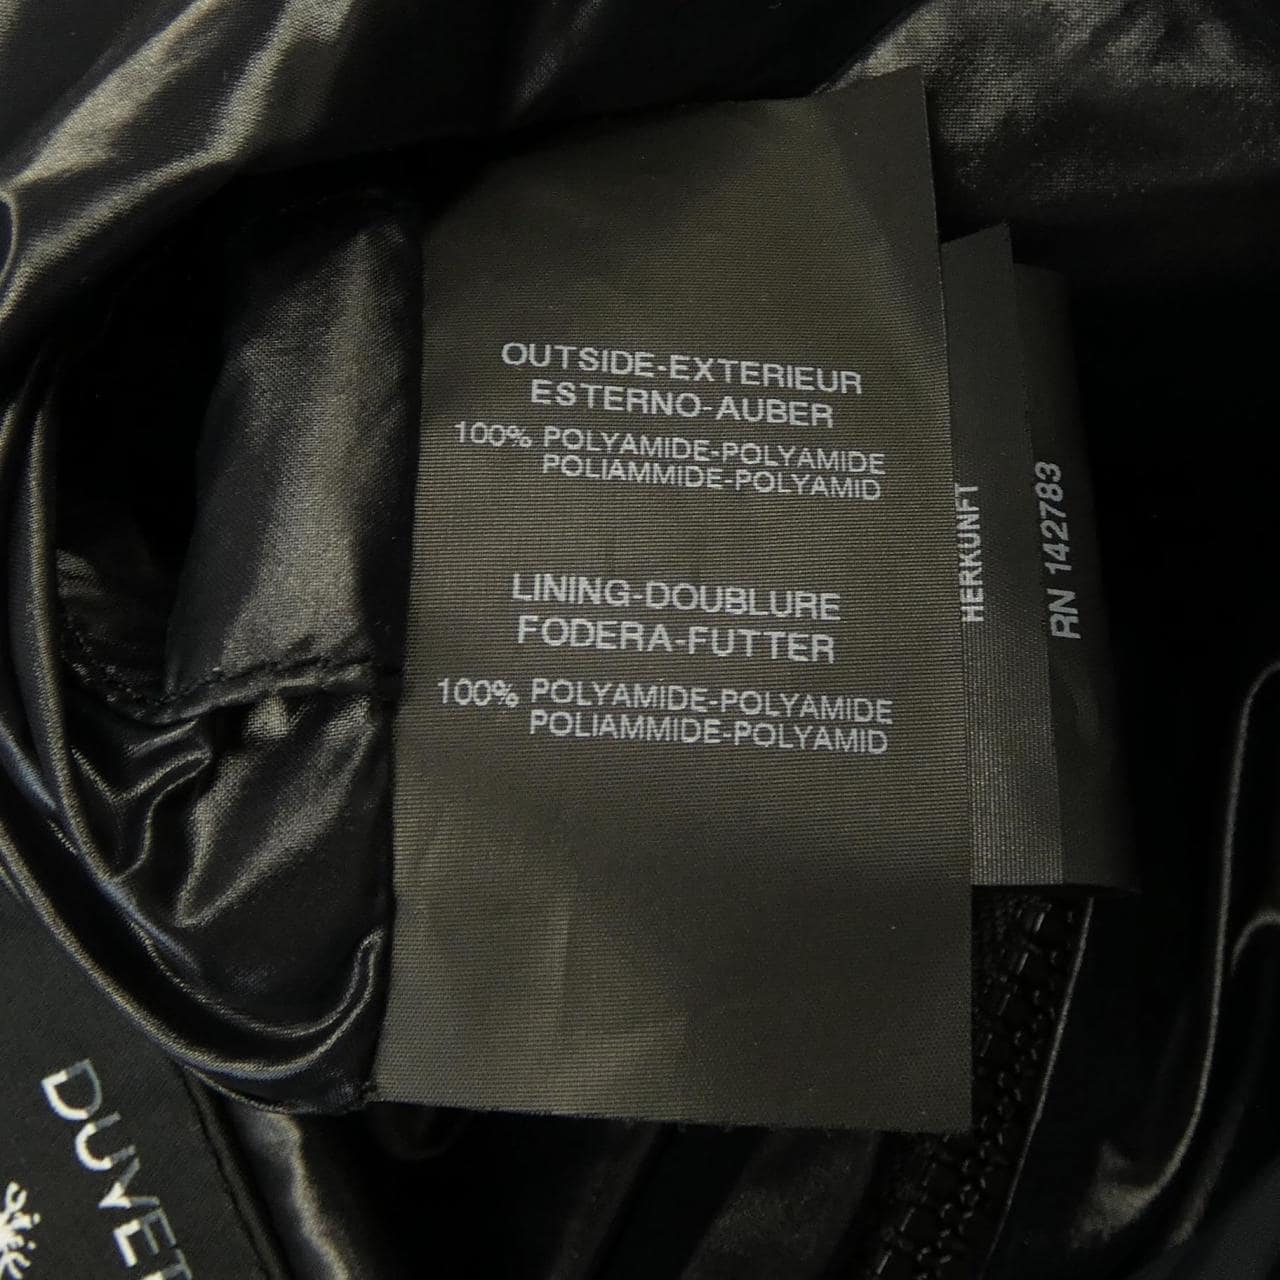 OUTSIDE-EXTERIEUR
ESTERNO-AUBER
100% POLYAMIDE-POLYAMIDE
POLIAMMIDE-POLYAMID
LINING-DOUBLURE
FODERA-FUTTER
100% POLYAMIDE-POLYAMIDE
POLIAMMIDE-POLYAMID
HERKUNFT
RN 142783